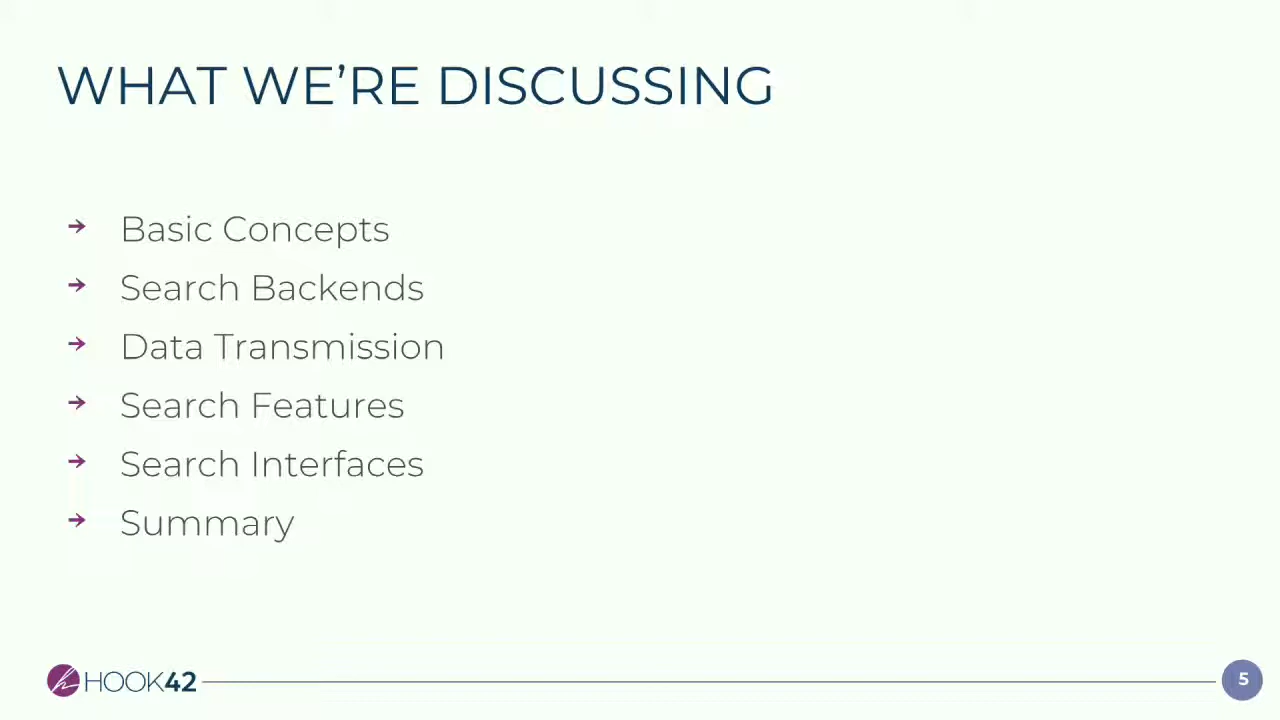 WHAT WE’RE DISCUSSING
Basic Concepts
Search Backends
Data Transmission
Search Features
Search Interfaces
Summary
HOOK42
5